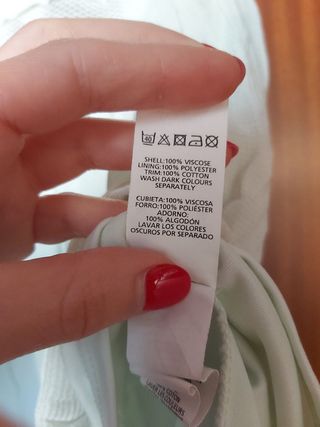 40
SHELL:100% VISCOSE
LINING:100% POLYESTER
TRIM:100% COTTON
WASH DARK COLOURS
SEPARATELY
CUBIETA:100% VISCOSA
FORRO:100% POLIÉSTER
ADORNO:
100% ALGODÓN
LAVAR LOS COLORES
OSCUROS POR SEPARADO